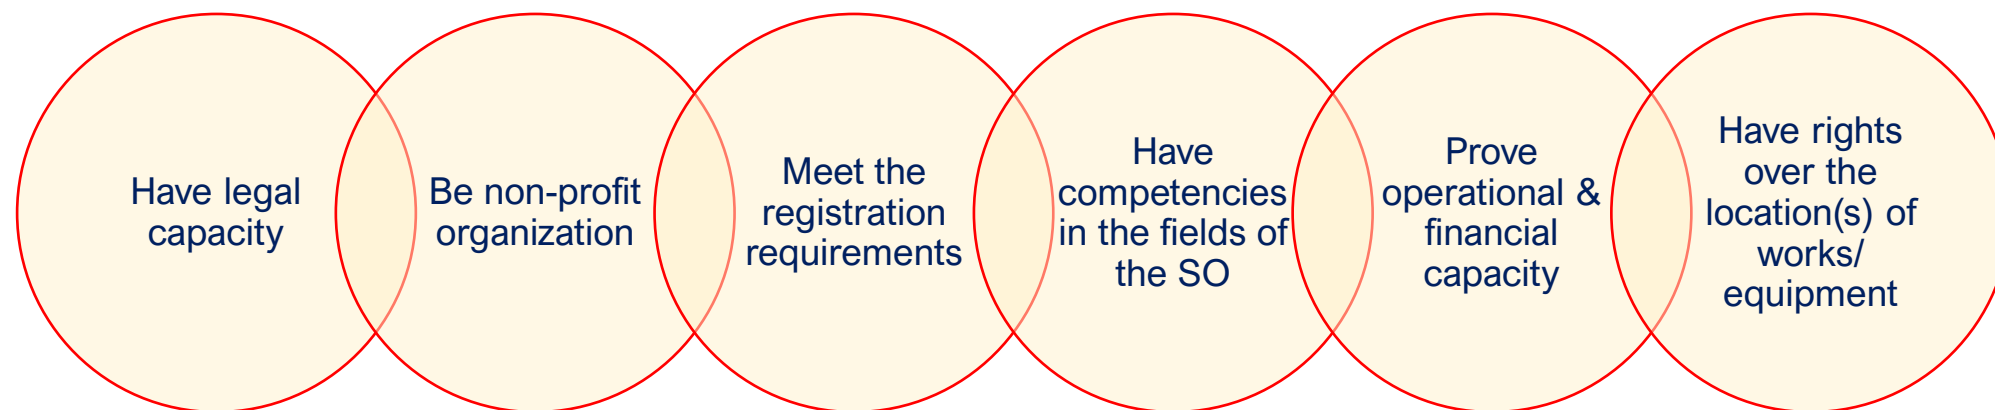 Have legal
capacity
Be non-profit
organization
Meet the
registration
requirements
Have
competencies
in the fields of
the SO
Prove
operational &
financial
capacity
Have rights
over the
location(s) of
works/
equipment